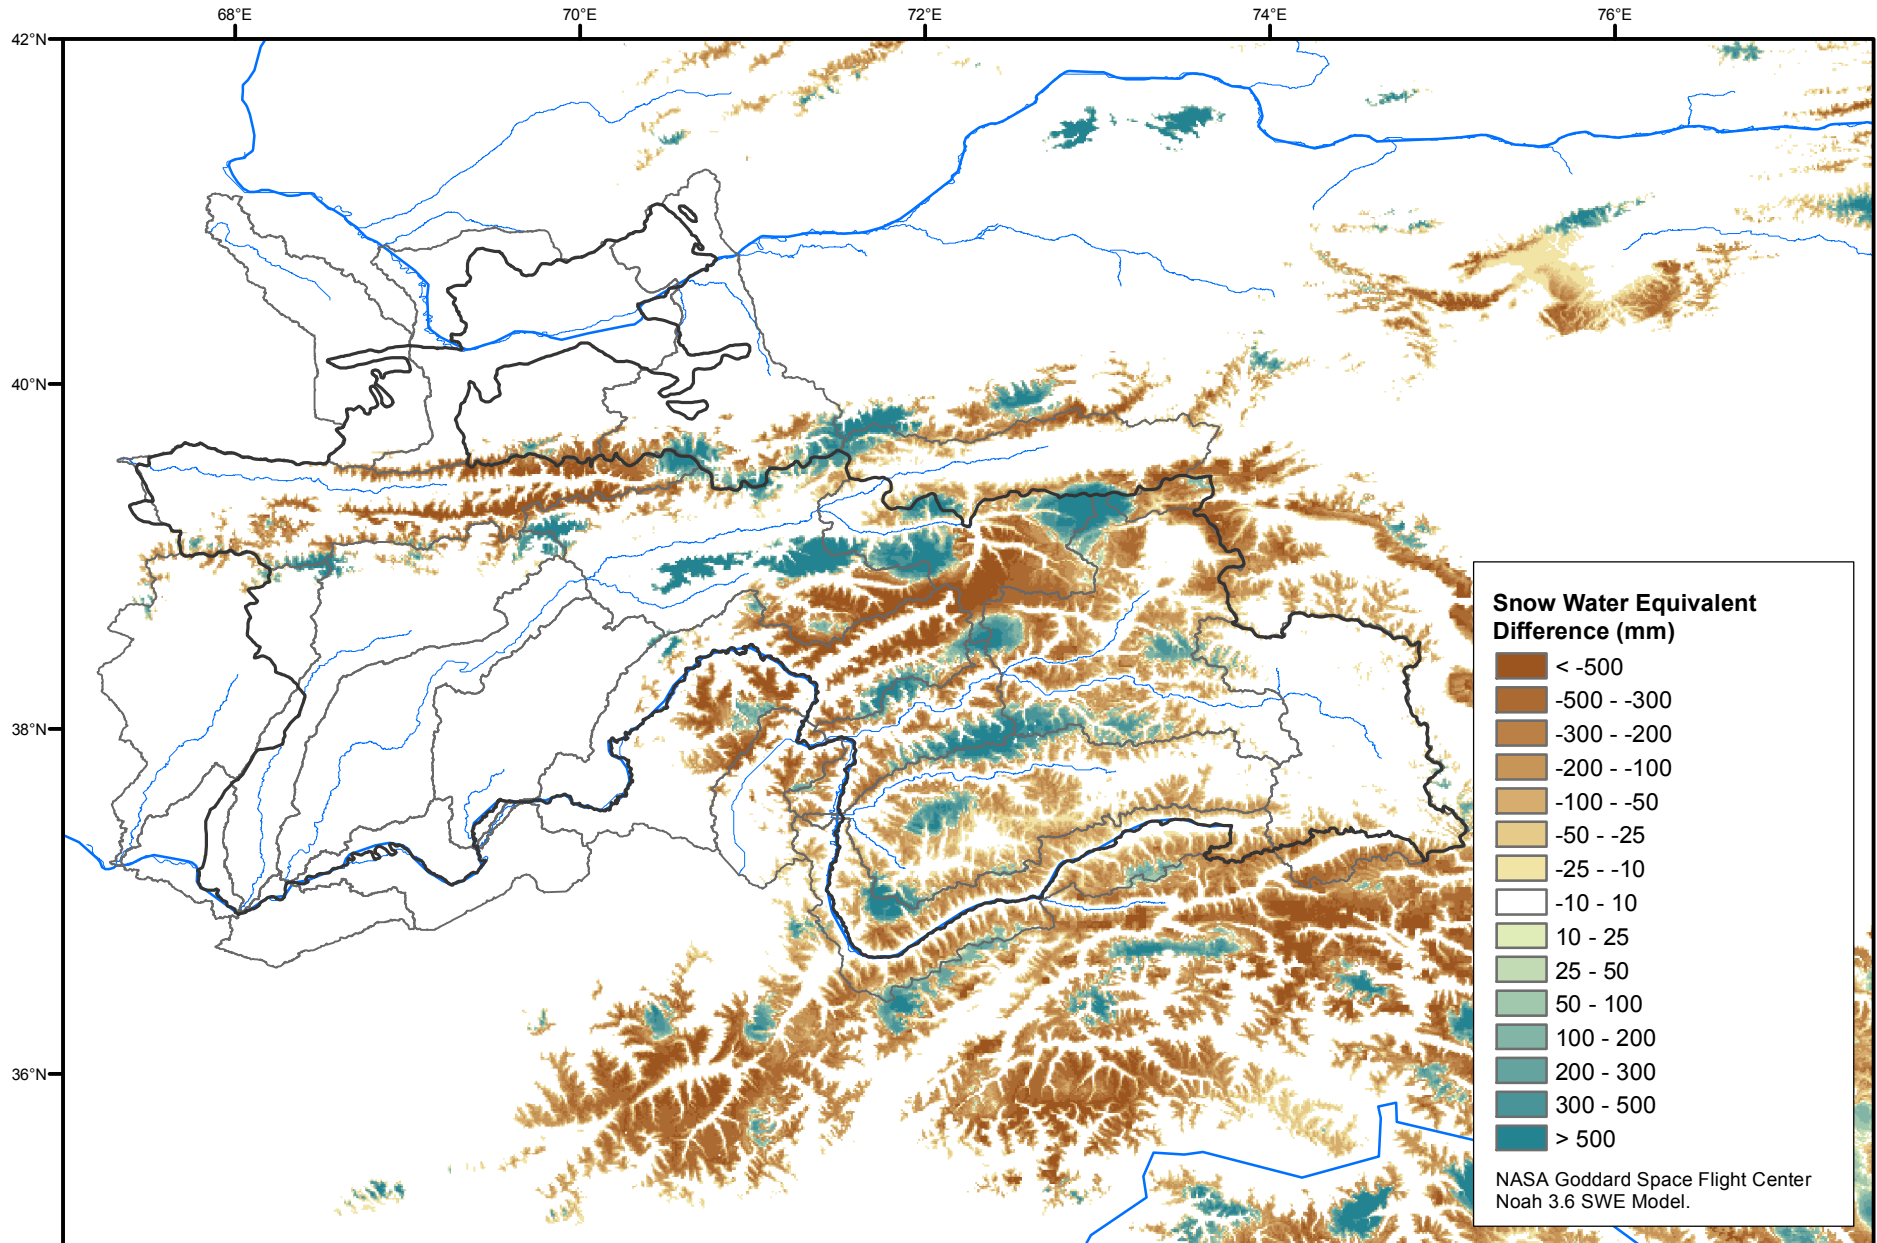 68°E
70°E
72°E
74°E
76°E
42°N
40°N
38°N
36°N
Snow Water Equivalent
Difference (mm)
< -500
-500 - -300
-300 - -200
-200 - -100
-100 - -50
-50 - -25
-25 - -10
-10 - 10
10 - 25
25 - 50
50 - 100
100 - 200
200 - 300
300 - 500
> 500
NASA Goddard Space Flight Center
Noah 3.6 SWE Model.